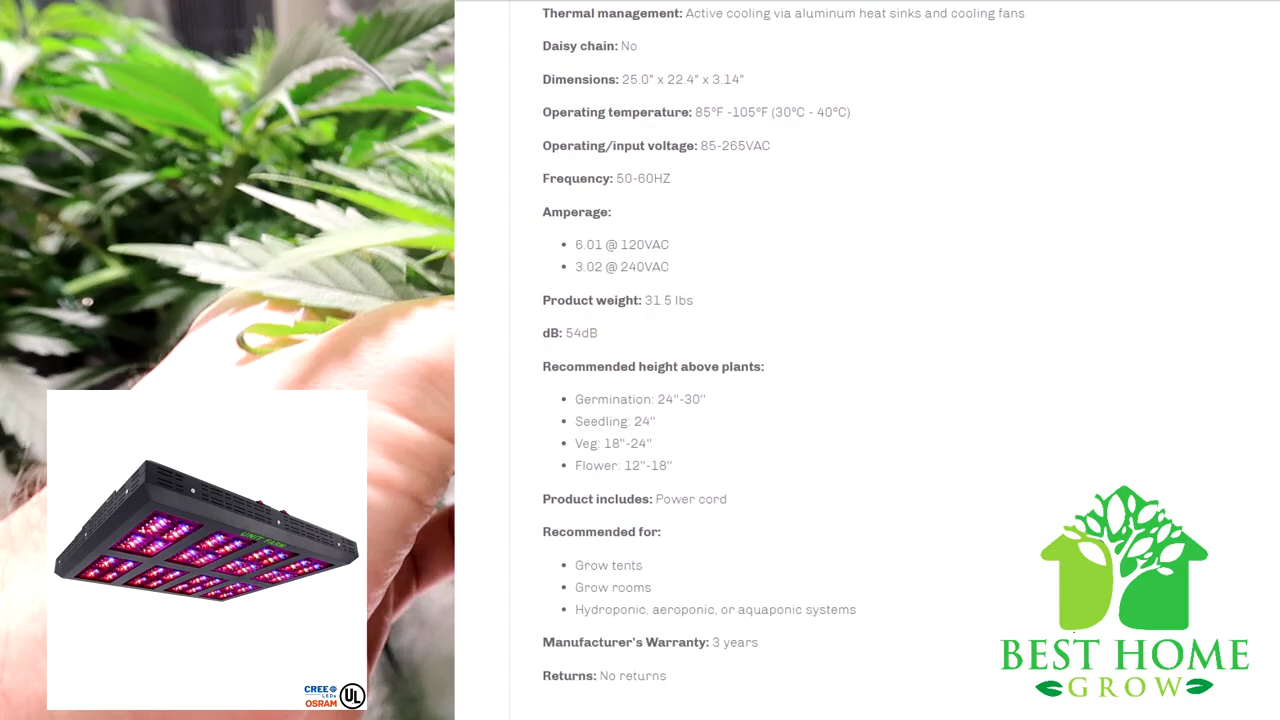 Thermal management: Active cooling via aluminum heat sinks and cooling fans
Daisy chain: No
Dimensions: 25.0" x 22.4" x 3.14"
Operating temperature: 85°F -105°F (30°C - 40°C)
Operating/input voltage: 85-265VAC
Frequency: 50-60HZ
Amperage:
• 6.01 @ 120VAC
• 3.02 @ 240VAC
Product weight: 31.5 lbs
dB: 54dB
Recommended height above plants:
• Germination: 24"-30"
• Seedling: 24"
• Veg: 18"-24"
• Flower: 12"-18"
Product includes: Power cord
Recommended for:
• Grow tents
• Grow rooms
• Hydroponic, aeroponic, or aquaponic systems
Manufacturer's Warranty: 3 years
Returns: No returns
UNIT FARM
CREE
LEDs
OSRAM
UL
BEST HOME
GROW